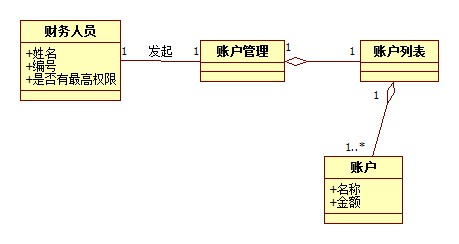 财务人员
+姓名
+编号
+是否有最高权限
1 发起 1
账户管理
1 1
账户列表
1
1..*
账户
+名称
+金额